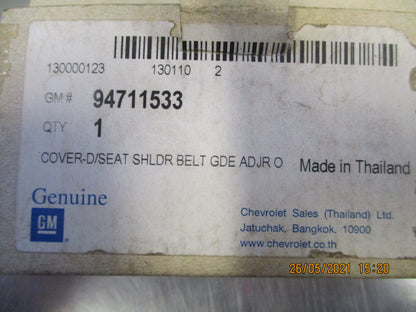 130000123 130110 2
GM # 94711533
QTY 1
COVER-D/SEAT SHLDR BELT GDE ADJR O Made in Thailand
Genuine
GM
Chevrolet Sales (Thailand) Ltd.
Jatuchak, Bangkok, 10900
www.chevrolet.co.th
26/05/2021 15:20